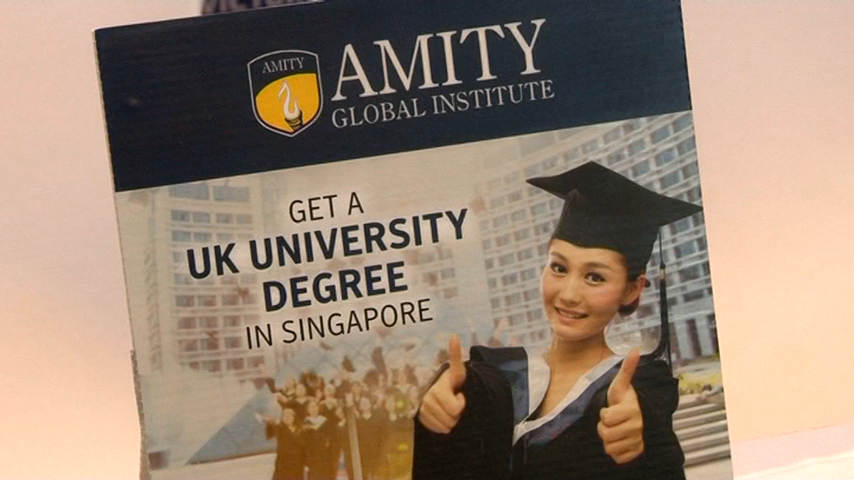 AMITY
AMITY
GLOBAL INSTITUTE
GET A
UK UNIVERSITY
DEGREE
IN SINGAPORE